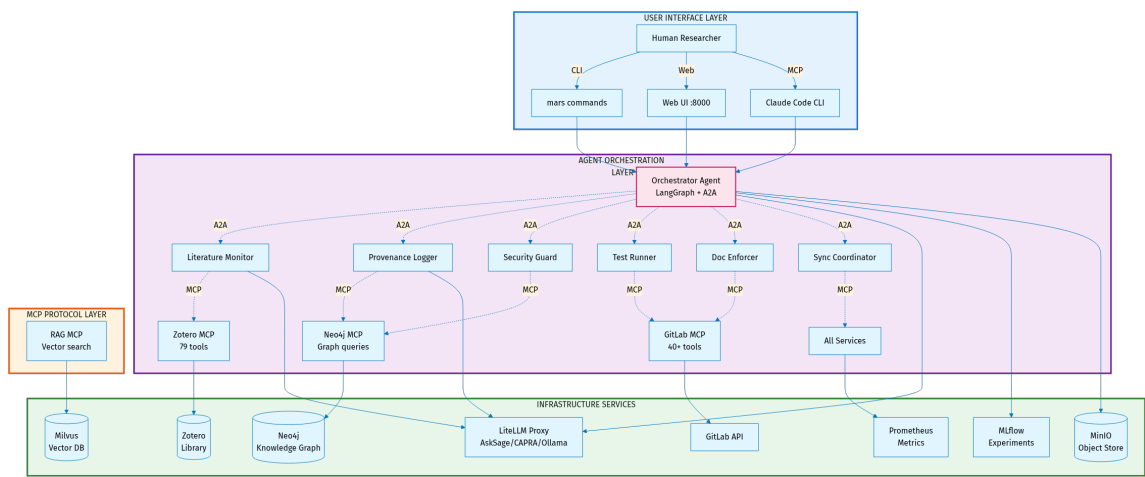 USER INTERFACE LAYER
Human Researcher
CLI
Web
MCP
mars commands
Web UI :8000
Claude Code CLI
AGENT ORCHESTRATION
LAYER
Orchestrator Agent
LangGraph + A2A
A2A
A2A
A2A
A2A
A2A
A2A
Literature Monitor
Provenance Logger
Security Guard
Test Runner
Doc Enforcer
Sync Coordinator
MCP
MCP
MCP
MCP
MCP
MCP
MCP PROTOCOL LAYER
RAG MCP
Vector search
Zotero MCP
79 tools
Neo4j MCP
Graph queries
GitLab MCP
40+ tools
All Services
INFRASTRUCTURE SERVICES
Milvus
Vector DB
Zotero
Library
Neo4j
Knowledge Graph
LiteLLM Proxy
AskSage/CAPRA/Ollama
GitLab API
Prometheus
Metrics
MLflow
Experiments
MinIO
Object Store